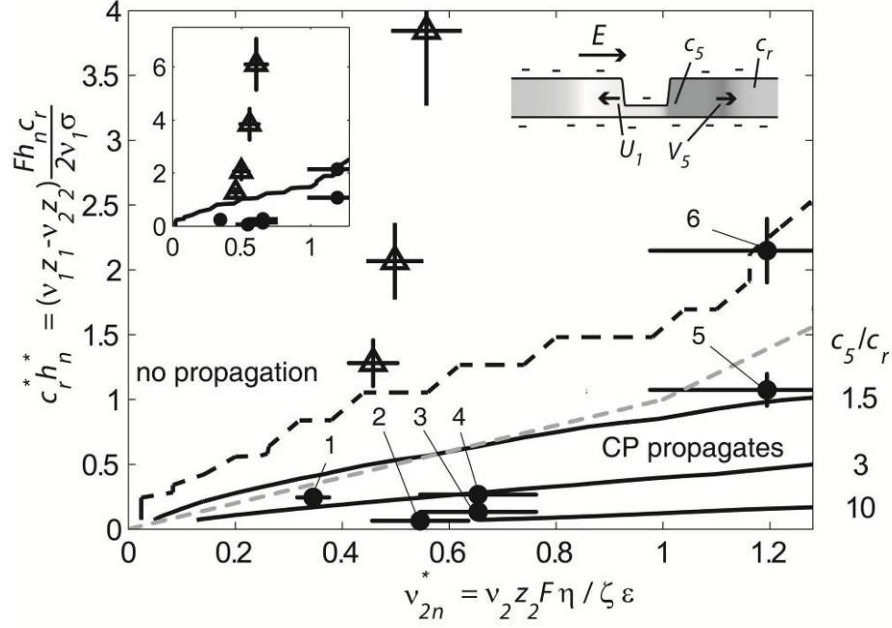 4
3.5
3
2.5
2
1.5
1
0.5
0
c*r h*n = (ν1z1-ν2z2) Fhncr / 2ν1σ
6
4
2
0
0
0.5
1
E
c5
cr
U1
V5
- - - - - - - - - - - - - -
no propagation
CP propagates
1
2
3
4
5
6
c5/cr
1.5
3
10
0
0.2
0.4
0.6
0.8
1
1.2
ν*2n = ν2 z2 F η / ζ ε